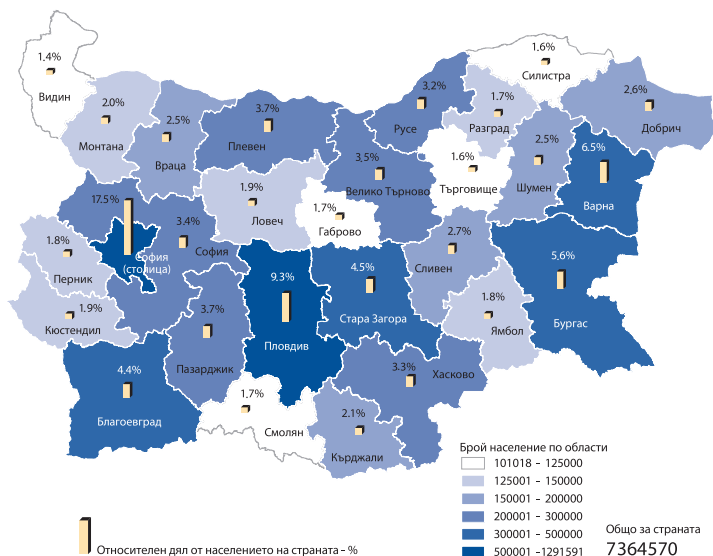 1.4%
Видин
2.0%
Монтана
2.5%
Враца
3.7%
Плевен
3,2%
Русе
1.6%
Силистра
1.7%
Разград
2,6%
Добрич
3,5%
Велико Търново
1.6%
Търговище
2.5%
Шумен
6.5%
Варна
17.5%
София
(столица)
3.4%
София
1.9%
Ловеч
1.7%
Габрово
1.8%
Перник
1.9%
Кюстендил
3.7%
Пазарджик
9.3%
Пловдив
4.5%
Стара Загора
2.7%
Сливен
1.8%
Ямбол
5,6%
Бургас
4.4%
Благоевград
1.7%
Смолян
2.1%
Кърджали
3.3%
Хасково
Брой население по области
101018 - 125000
125001 - 150000
150001 - 200000
200001 - 300000
300001 - 500000
500001 -1291591
Общо за страната
7364570
Относителен дял от населението на страната - %